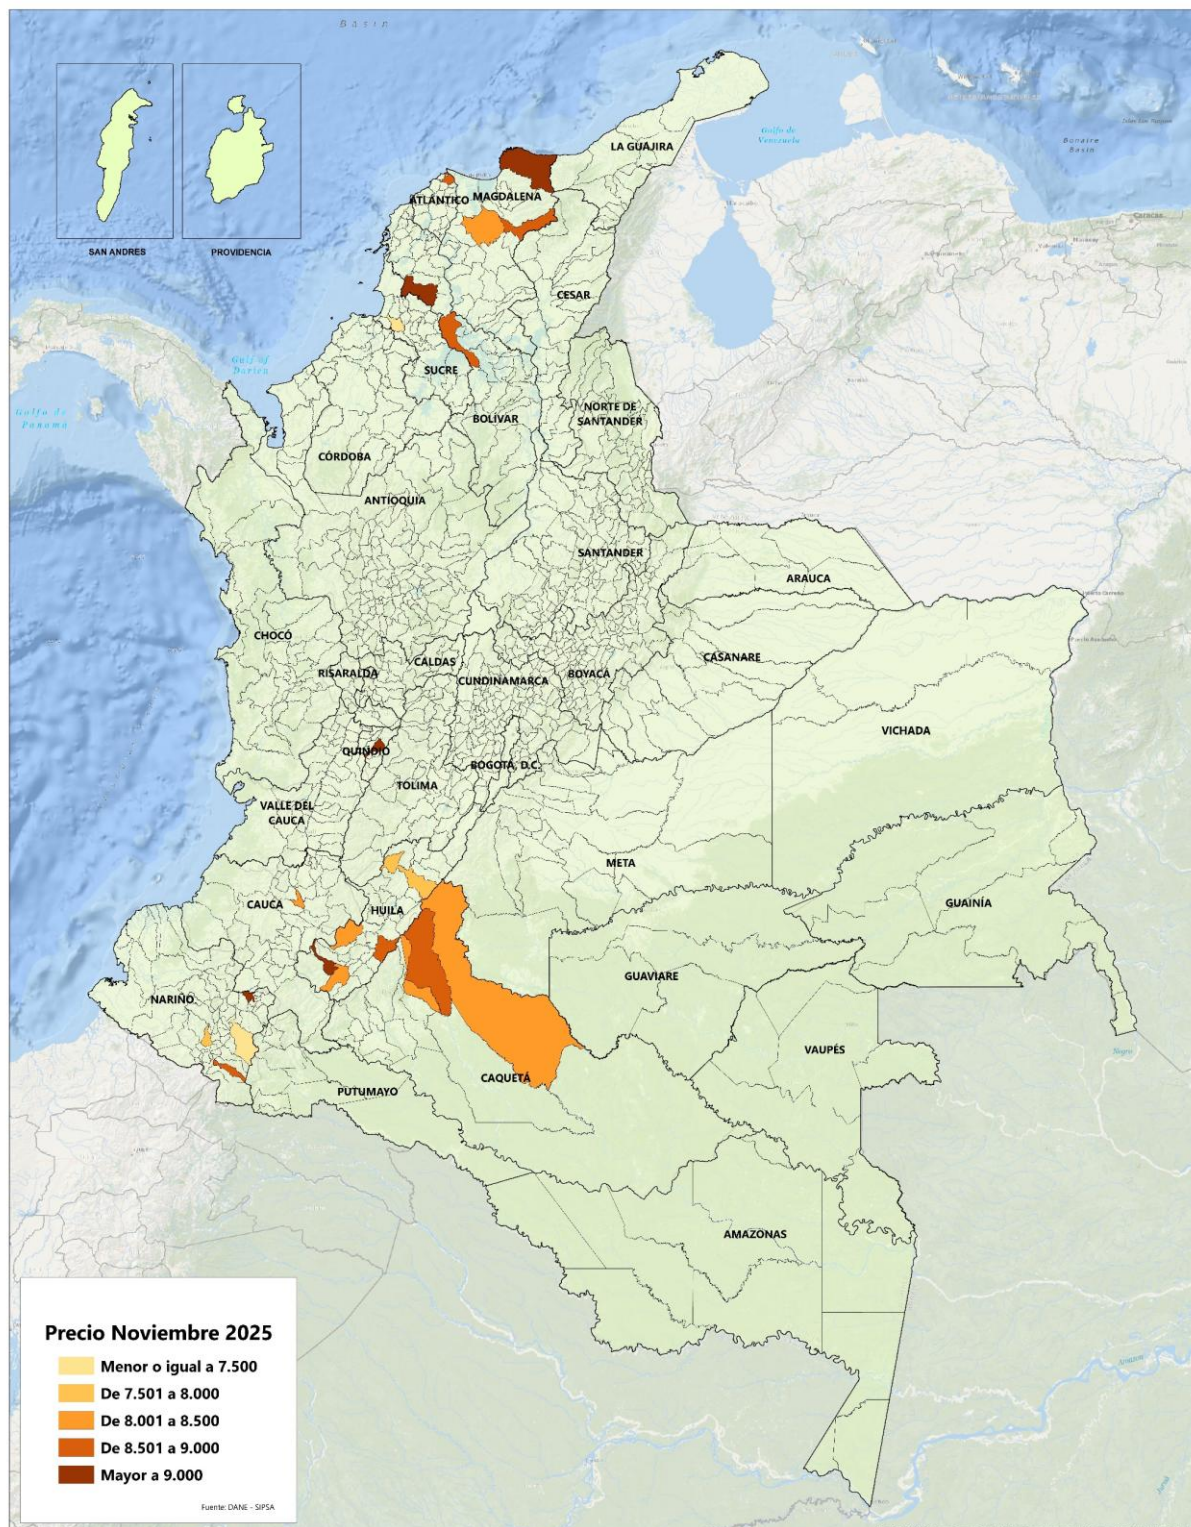 Basin
LA GUAJIRA
Golfo de
Venezuela
Bonaire
Basin
ATLÁNTICO
MAGDALENA
SAN ANDRES
PROVIDENCIA
CESAR
Gulf of
Darien
SUCRE
Golfo de
Panamá
NORTE DE
SANTANDER
BOLÍVAR
CÓRDOBA
ANTIOQUIA
SANTANDER
ARAUCA
CHOCÓ
CASANARE
CALDAS
RISARALDA
BOYACÁ
CUNDINAMARCA
VICHADA
QUINDIO
BOGOTÁ, D.C.
TOLIMA
VALLE DEL
CAUCA
META
CAUCA
HUILA
GUAINÍA
GUAVIARE
NARIÑO
VAUPÉS
CAQUETÁ
PUTUMAYO
AMAZONAS
Precio Noviembre 2025
Menor o igual a 7.500
De 7.501 a 8.000
De 8.001 a 8.500
De 8.501 a 9.000
Mayor a 9.000
Fuente: DANE - SIPSA